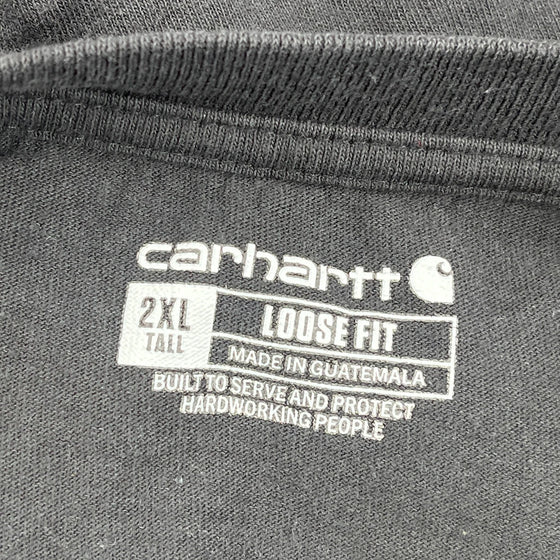 carhartt
2XL
TALL
LOOSE FIT
MADE IN GUATEMALA
BUILT TO SERVE AND PROTECT
HARDWORKING PEOPLE